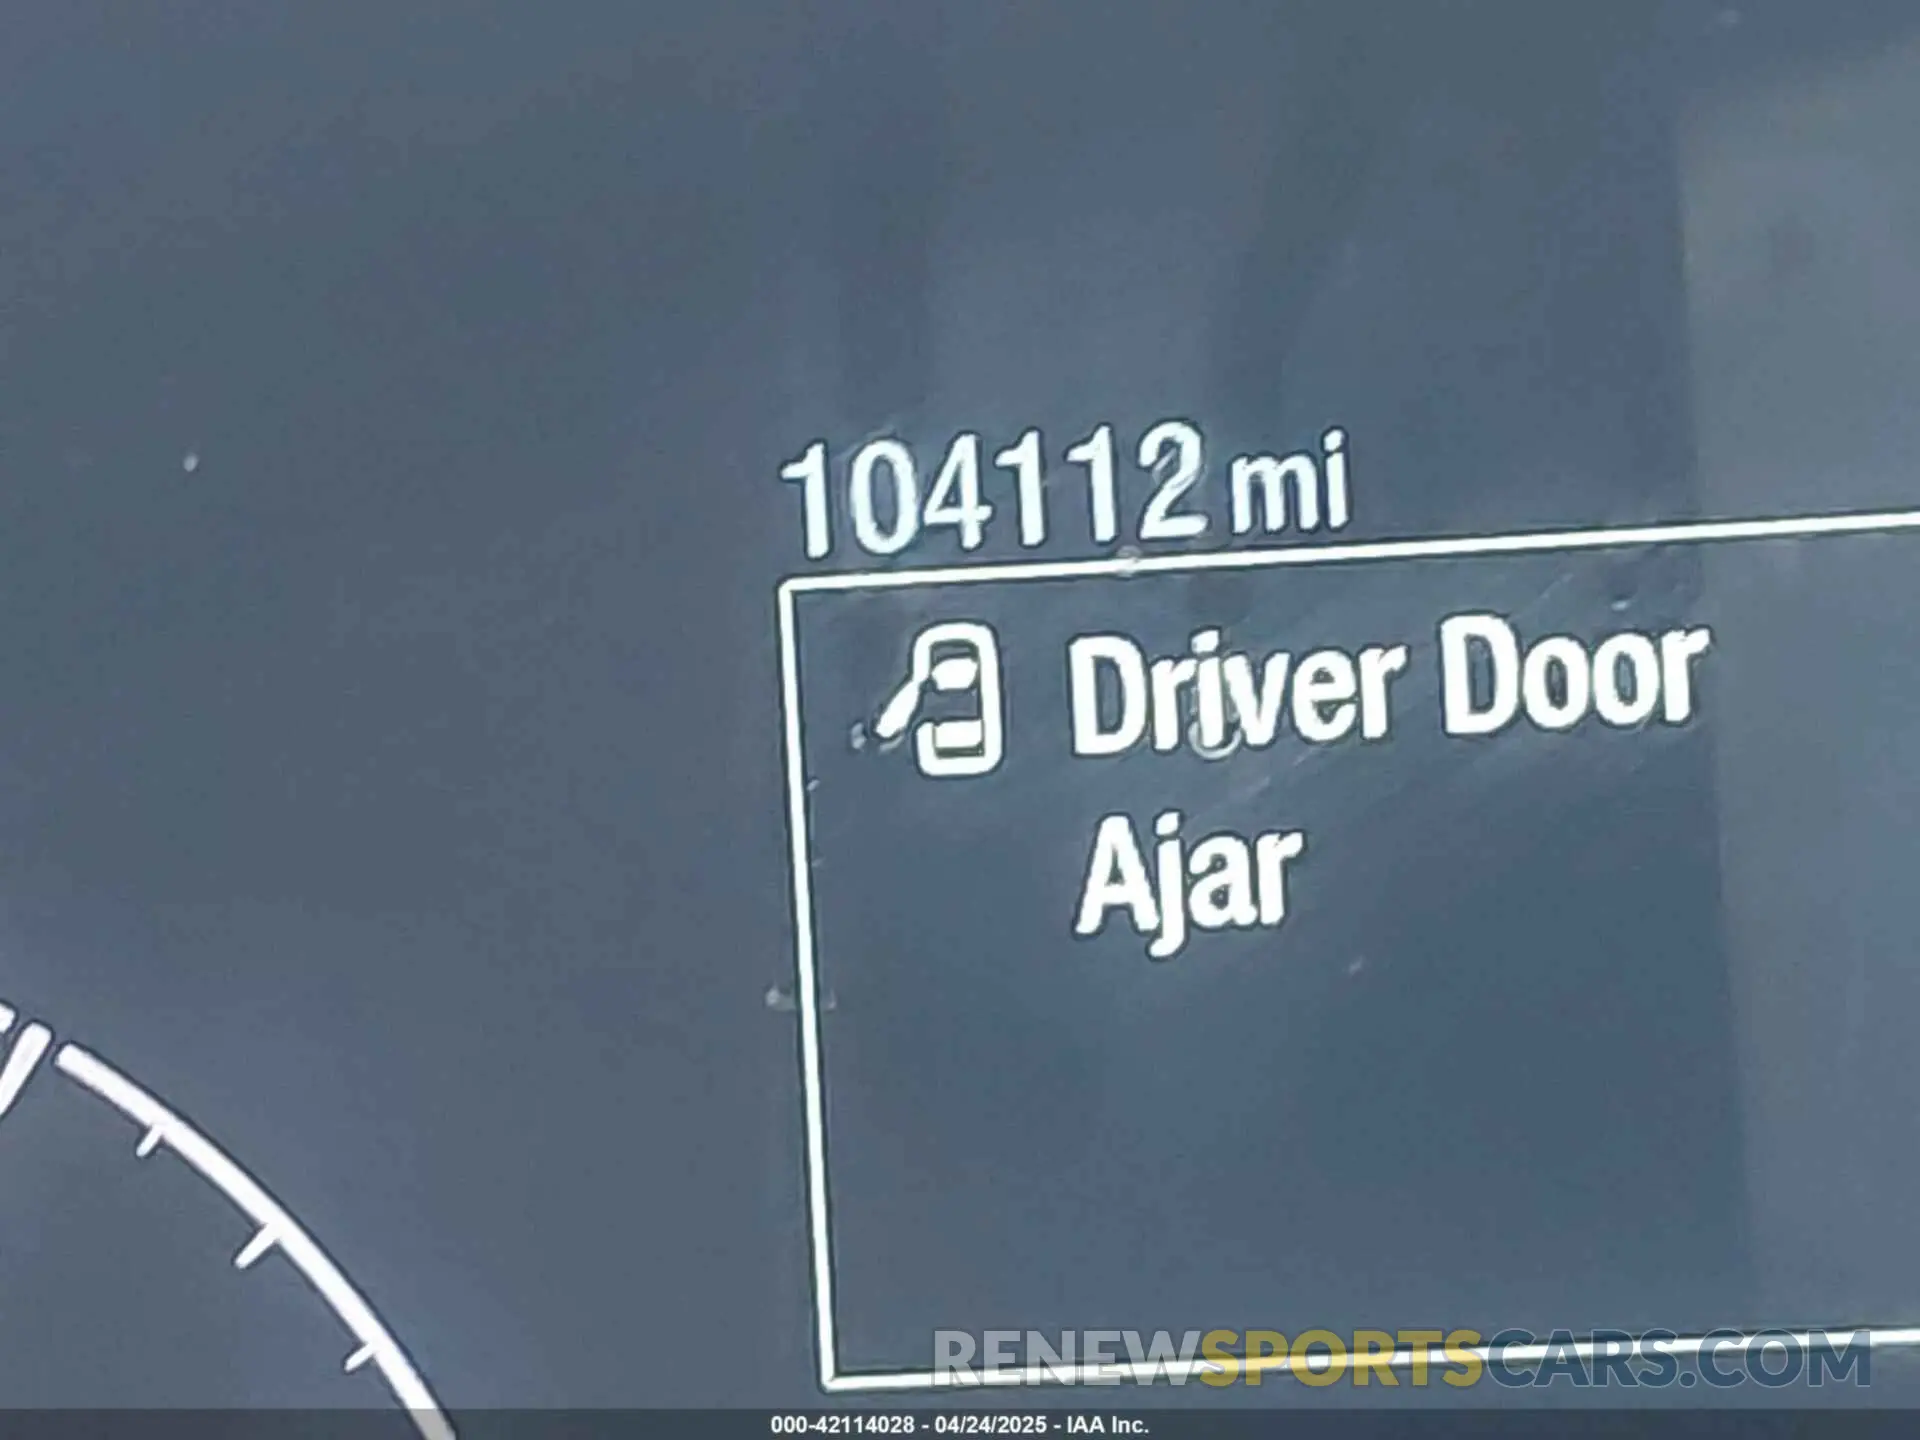 104112 mi
Driver Door
Ajar
RENEWSPORTSCARS.COM
000-42114028 - 04/24/2025 - IAA Inc.